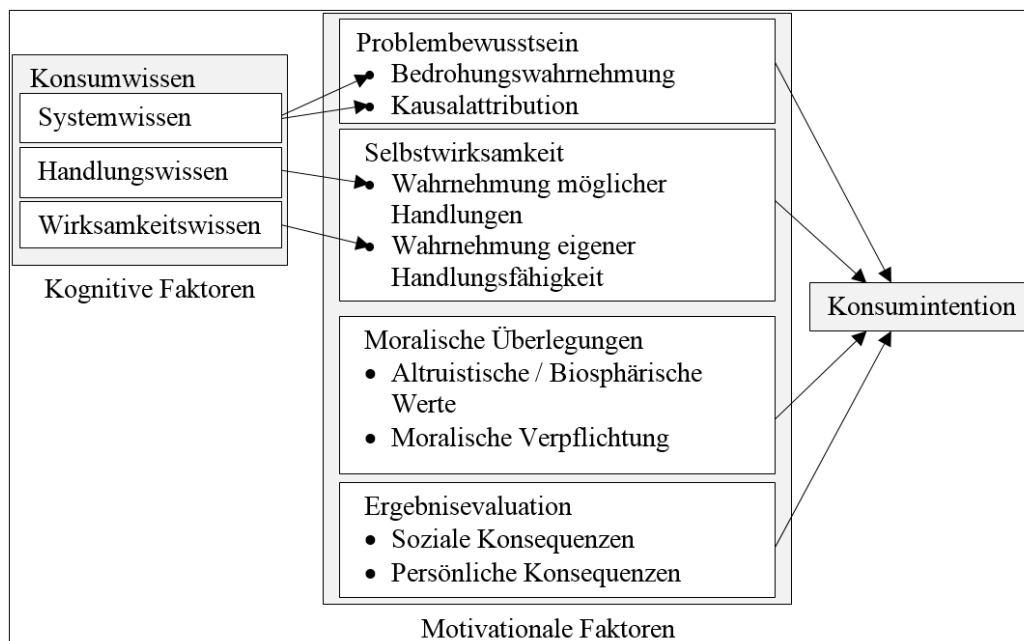 Konsumwissen
Systemwissen
Handlungswissen
Wirksamkeitswissen
Kognitive Faktoren
Problembewusstsein
• Bedrohungswahrnehmung
• Kausalattribution
Selbstwirksamkeit
• Wahrnehmung möglicher
Handlungen
• Wahrnehmung eigener
Handlungsfähigkeit
Moralische Überlegungen
• Altruistische / Biosphärische
Werte
• Moralische Verpflichtung
Ergebnisevaluation
• Soziale Konsequenzen
• Persönliche Konsequenzen
Motivationale Faktoren
Konsumintention